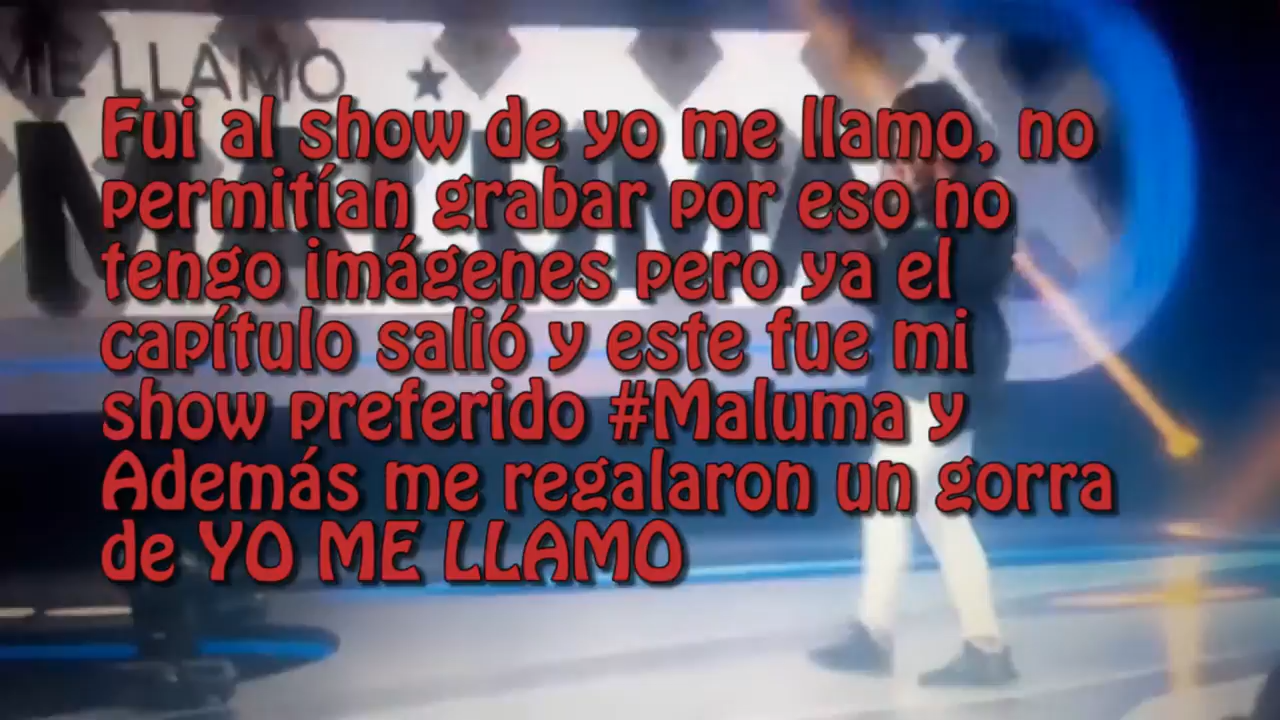 ME LLAMO ★
MALUMA
Fui al show de yo me llamo, no
permitían grabar por eso no
tengo imágenes pero ya el
capítulo salió y este fue mi
show preferido #Maluma y
Además me regalaron un gorra
de YO ME LLAMO